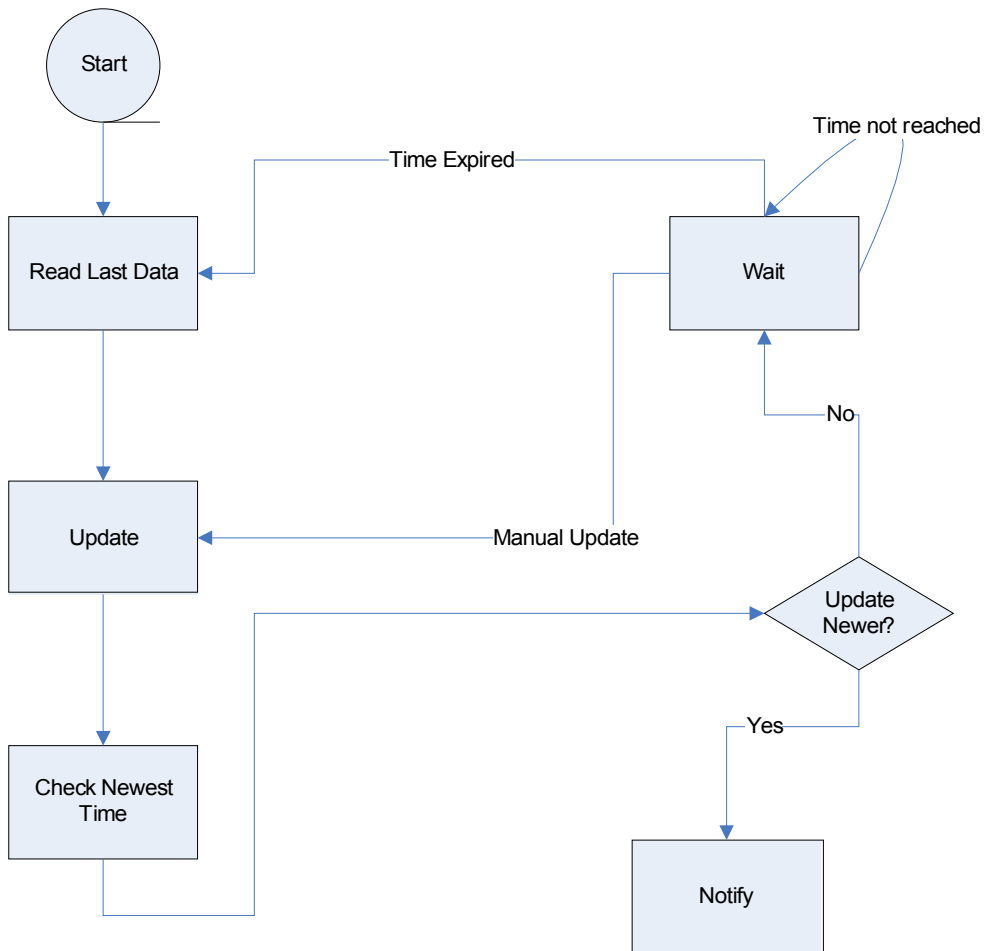 Start
Time not reached
Time Expired
Read Last Data
Wait
No
Update
Manual Update
Update
Newer?
Yes
Check Newest
Time
Notify